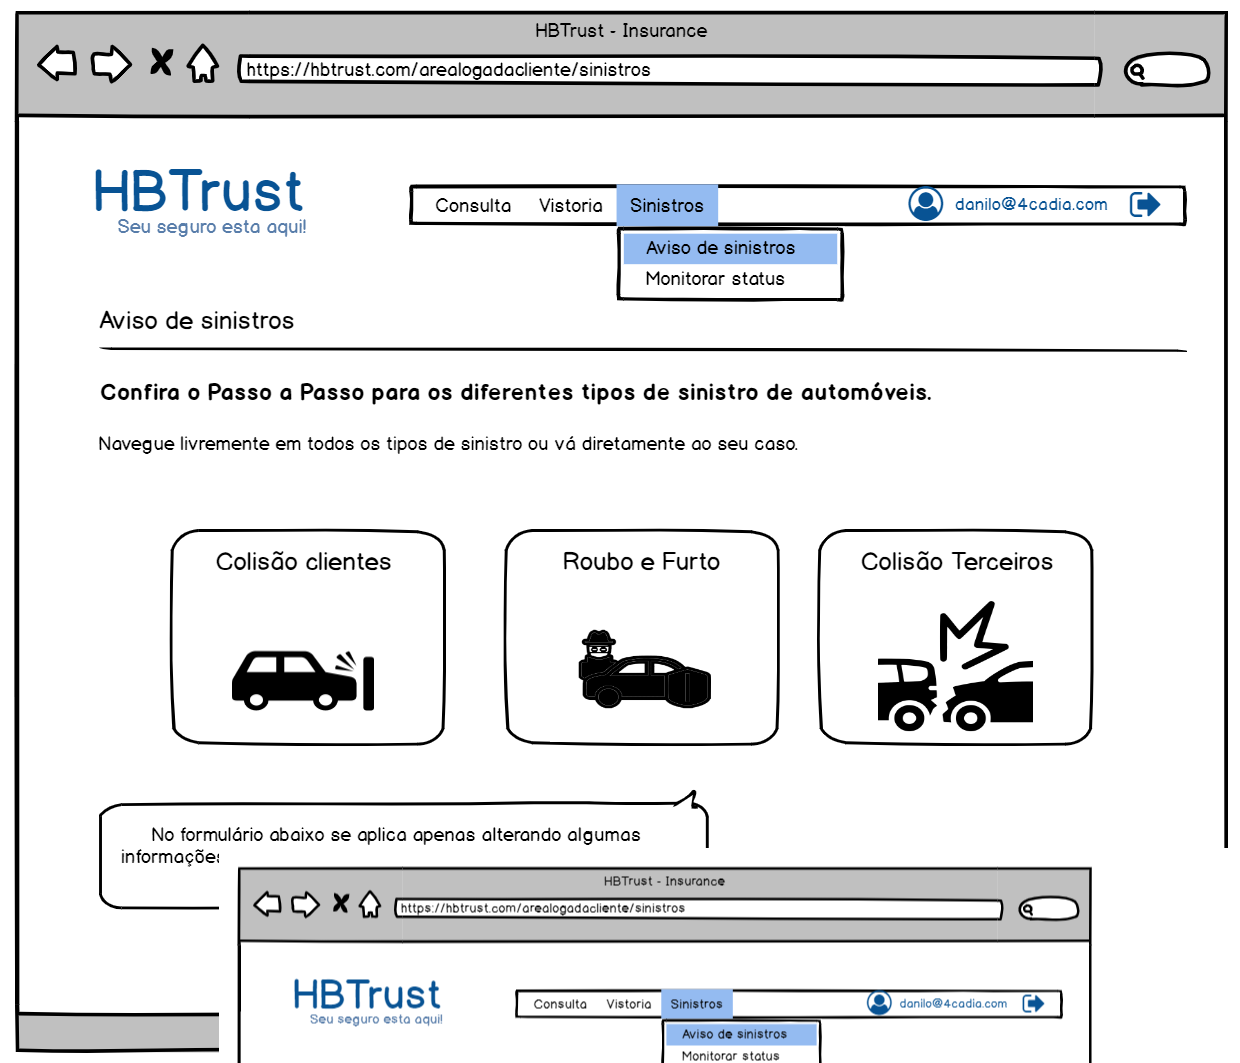 HBTrust - Insurance
https://hbtrust.com/arealogadacliente/sinistros
HBTrust
Seu seguro esta aqui!
Consulta Vistoria Sinistros danilo@4cadia.com
Aviso de sinistros
Monitorar status
Aviso de sinistros
Confira o Passo a Passo para os diferentes tipos de sinistro de automóveis.
Navegue livremente em todos os tipos de sinistro ou vá diretamente ao seu caso.
Colisão clientes
Roubo e Furto
Colisão Terceiros
No formulário abaixo se aplica apenas alterando algumas
informações
HBTrust - Insurance
https://hbtrust.com/arealogadacliente/sinistros
HBTrust
Seu seguro esta aqui!
Consulta Vistoria Sinistros danilo@4cadia.com
Aviso de sinistros
Monitorar status